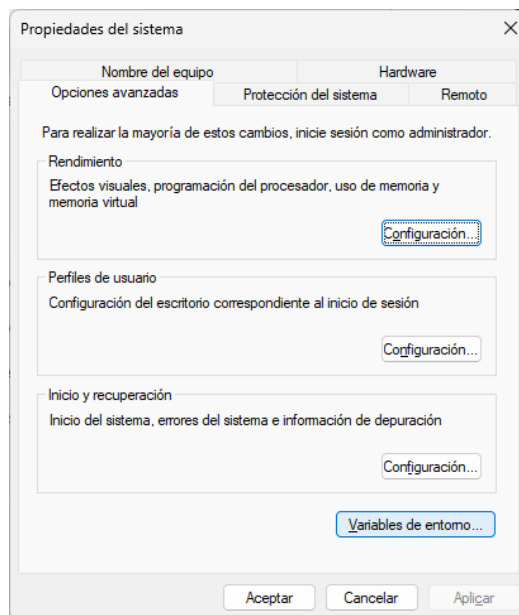 Propiedades del sistema
Nombre del equipo
Hardware
Opciones avanzadas
Protección del sistema
Remoto
Para realizar la mayoría de estos cambios, inicie sesión como administrador.
Rendimiento
Efectos visuales, programación del procesador, uso de memoria y
memoria virtual
Configuración...
Perfiles de usuario
Configuración del escritorio correspondiente al inicio de sesión
Configuración...
Inicio y recuperación
Inicio del sistema, errores del sistema e información de depuración
Configuración...
Variables de entorno...
Aceptar
Cancelar
Aplicar